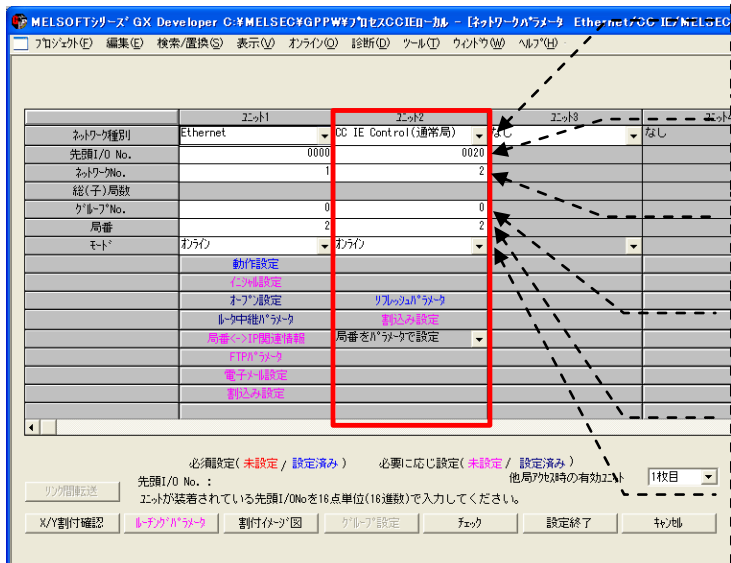 MELSOFTｼﾘｰｽﾞ GX Developer C:¥MELSEC¥GPPW¥ﾌﾟﾛｾｽCCIEﾛｰｶﾙ - [ﾈｯﾄﾜｰｸﾊﾟﾗﾒｰﾀ Ethernet/CC IE/MELSEC
ﾌﾟﾛｼﾞｪｸﾄ(F) 編集(E) 検索/置換(S) 表示(V) ｵﾝﾗｲﾝ(O) 診断(D) ﾂｰﾙ(T) ｳｨﾝﾄﾞｳ(W) ﾍﾙﾌﾟ(H)
ﾕﾆｯﾄ1 ﾕﾆｯﾄ2 ﾕﾆｯﾄ3 ﾕﾆｯﾄ4
ﾈｯﾄﾜｰｸ種別 Ethernet CC IE Control(通常局) なし なし
先頭I/O No. 0000 0020
ﾈｯﾄﾜｰｸNo. 1 2
総(子)局数
ｸﾞﾙｰﾌﾟNo. 0 0
局番 2 2
ﾓｰﾄﾞ ｵﾝﾗｲﾝ ｵﾝﾗｲﾝ
動作設定
ｲﾆｼｬﾙ設定
ｵｰﾌﾟﾝ設定 ﾘﾌﾚｯｼｭﾊﾟﾗﾒｰﾀ
ﾙｰﾀ中継ﾊﾟﾗﾒｰﾀ 割込み設定
局番<->IP関連情報 局番をﾊﾟﾗﾒｰﾀで設定
FTPﾊﾟﾗﾒｰﾀ
電子ﾒｰﾙ設定
割込み設定
必須設定( 未設定 / 設定済み ) 必要に応じ設定( 未設定 / 設定済み )
先頭I/O No. : 他局ｱｸｾｽ時の有効ﾕﾆｯﾄ 1枚目
リンク間転送 ﾕﾆｯﾄが装着されている先頭I/ONoを16点単位(16進数)で入力してください。
X/Y割付確認 ﾙｰﾁﾝｸﾞﾊﾟﾗﾒｰﾀ 割付ｲﾒｰｼﾞ図 ｸﾞﾙｰﾌﾟ設定 ﾁｪｯｸ 設定終了 ｷｬﾝｾﾙ